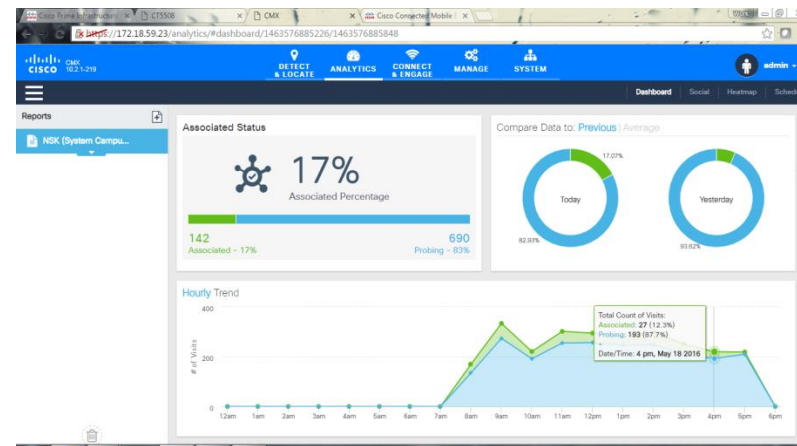 Cisco Prime Infrastructure
CT5508
CMX
Cisco Connected Mobile
https://172.18.59.23/analytics/#dashboard/1463576885226/1463576885848
CISCO CMX
10.2.1-219
DETECT
& LOCATE
ANALYTICS
CONNECT
& ENGAGE
MANAGE
SYSTEM
admin
Dashboard Social Heatmap Schedu
Reports
NSK (System Campu...
Associated Status
17%
Associated Percentage
142
Associated - 17%
690
Probing - 83%
Compare Data to: Previous | Average
17.07%
Today
82.93%
Yesterday
93.62%
Hourly Trend
# of Visits
400
200
0
Total Count of Visits:
Associated: 27 (12.3%)
Probing: 193 (87.7%)
Date/Time: 4 pm, May 18 2016
12am 1am 2am 3am 4am 5am 6am 7am 8am 9am 10am 11am 12pm 1pm 2pm 3pm 4pm 5pm 6pm